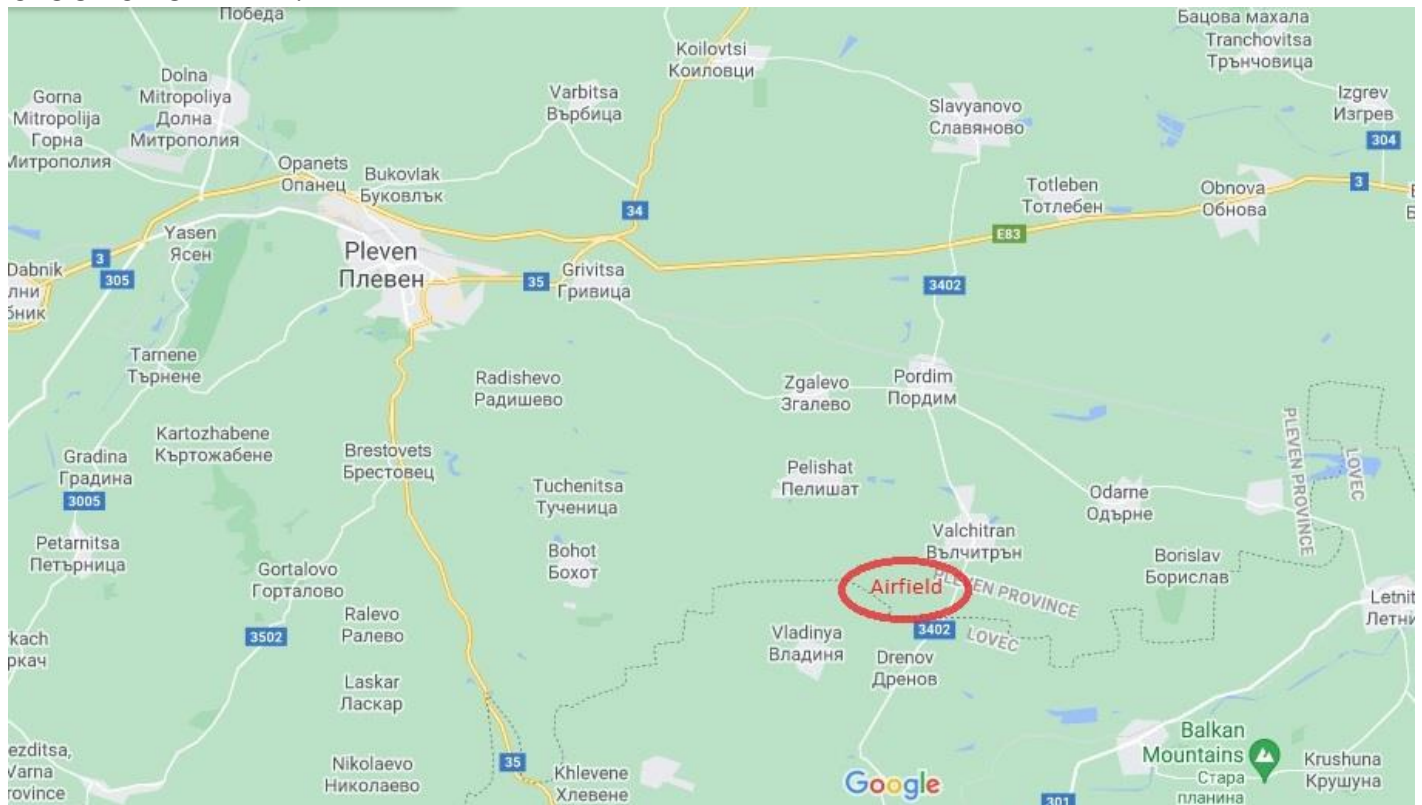 Победа
Бацова махала
Tranchovitsa
Трънчовица
Koilovtsi
Коиловци
Dolna
Mitropoliya
Долна
Митрополия
Gorna
Mitropolija
Горна
Митрополия
Varbitsa
Върбица
Slavyanovo
Славяново
Izgrev
Изгрев
304
Opanets
Опанец
Bukovlak
Буковлък
Totleben
Тотлебен
Obnova
Обнова
3
34
E83
Yasen
Ясен
Pleven
Плевен
3
305
Dabnik
Grivitsa
Гривица
35
3402
Tarnene
Търнене
Radishevo
Радишево
Zgalevo
Згалево
Pordim
Пордим
Kartozhabene
Къртожабене
Gradina
Градина
3005
Brestovets
Брестовец
Tuchenitsa
Тученица
Pelishat
Пелишат
Odarne
Одърне
PLEVEN PROVINCE
LOVEC
Petarnitsa
Петърница
Gortalovo
Горталово
Bohot
Бохот
Valchitran
Вълчитрън
Borislav
Борислав
Airfield
PLEVEN PROVINCE
Ralevo
Ралево
3502
Vladinya
Владиня
3402
LOVEC
Drenov
Дренов
Laskar
Ласкар
Balkan
Mountains
Стара
планина
Krushuna
Крушуна
Nikolaevo
Николаево
35
Khlevene
Хлевене
Google
301